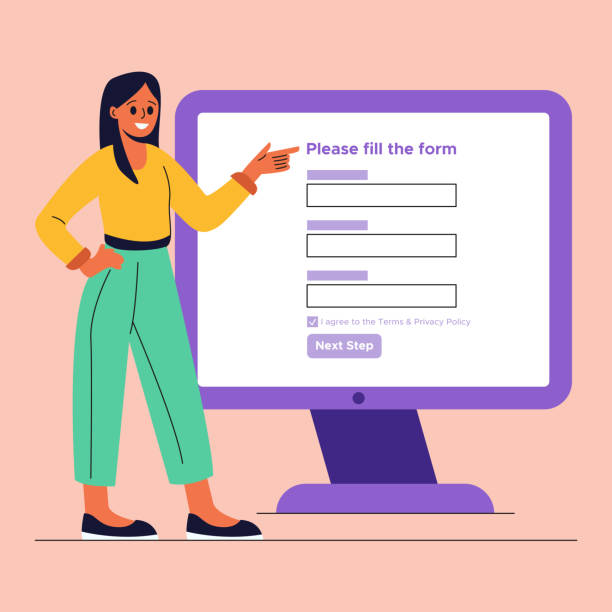 Please fill the form
I agree to the Terms & Privacy Policy
Next Step